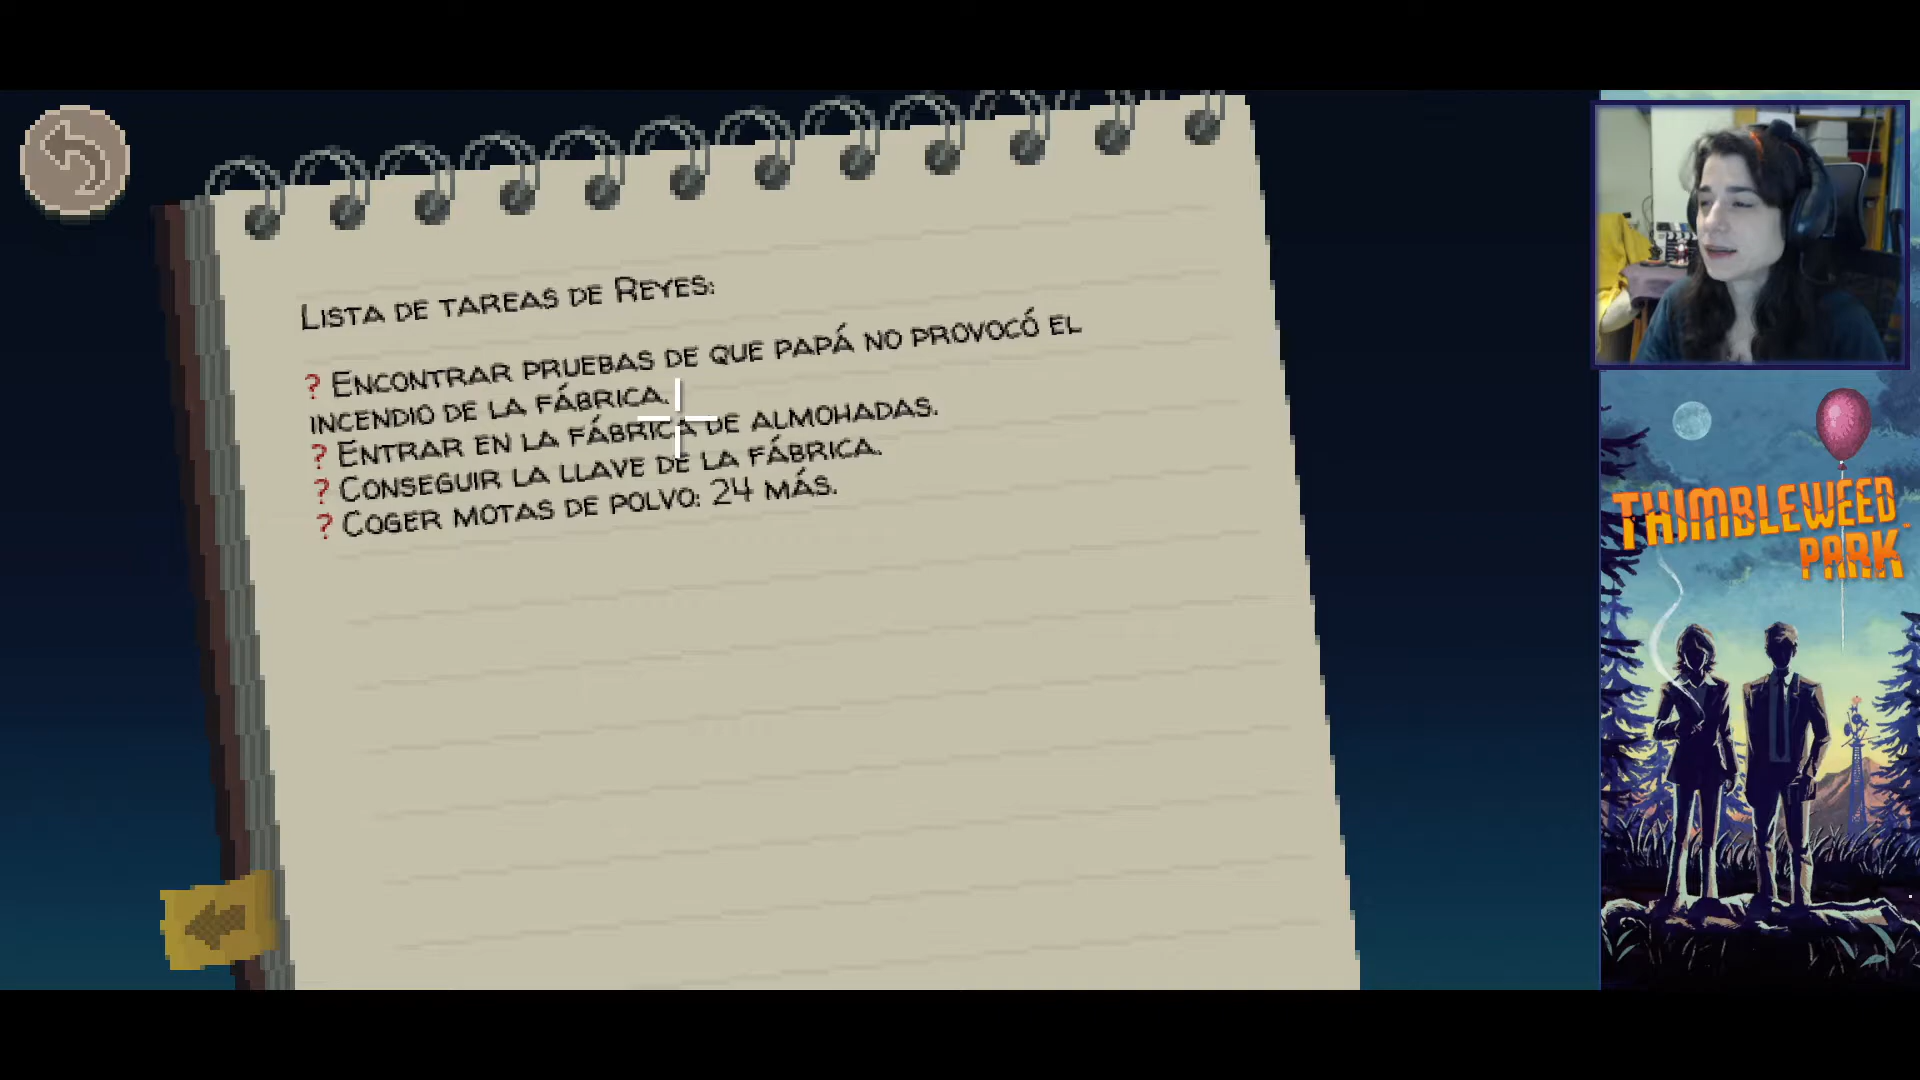 Lista de tareas de Reyes:
? Encontrar pruebas de que papá no provocó el
incendio de la fábrica.
? Entrar en la fábrica de almohadas.
? Conseguir la llave de la fábrica.
? Coger motas de polvo: 24 más.
THIMBLEWEED
PARK